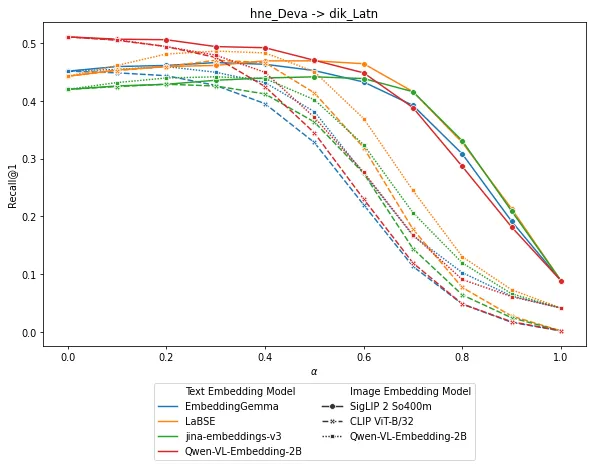 hne_Deva -> dik_Latn
Recall@1
0.5
0.4
0.3
0.2
0.1
0.0
0.0 0.2 0.4 0.6 0.8 1.0
α
Text Embedding Model Image Embedding Model
EmbeddingGemma SigLIP 2 So400m
LaBSE CLIP ViT-B/32
jina-embeddings-v3 Qwen-VL-Embedding-2B
Qwen-VL-Embedding-2B